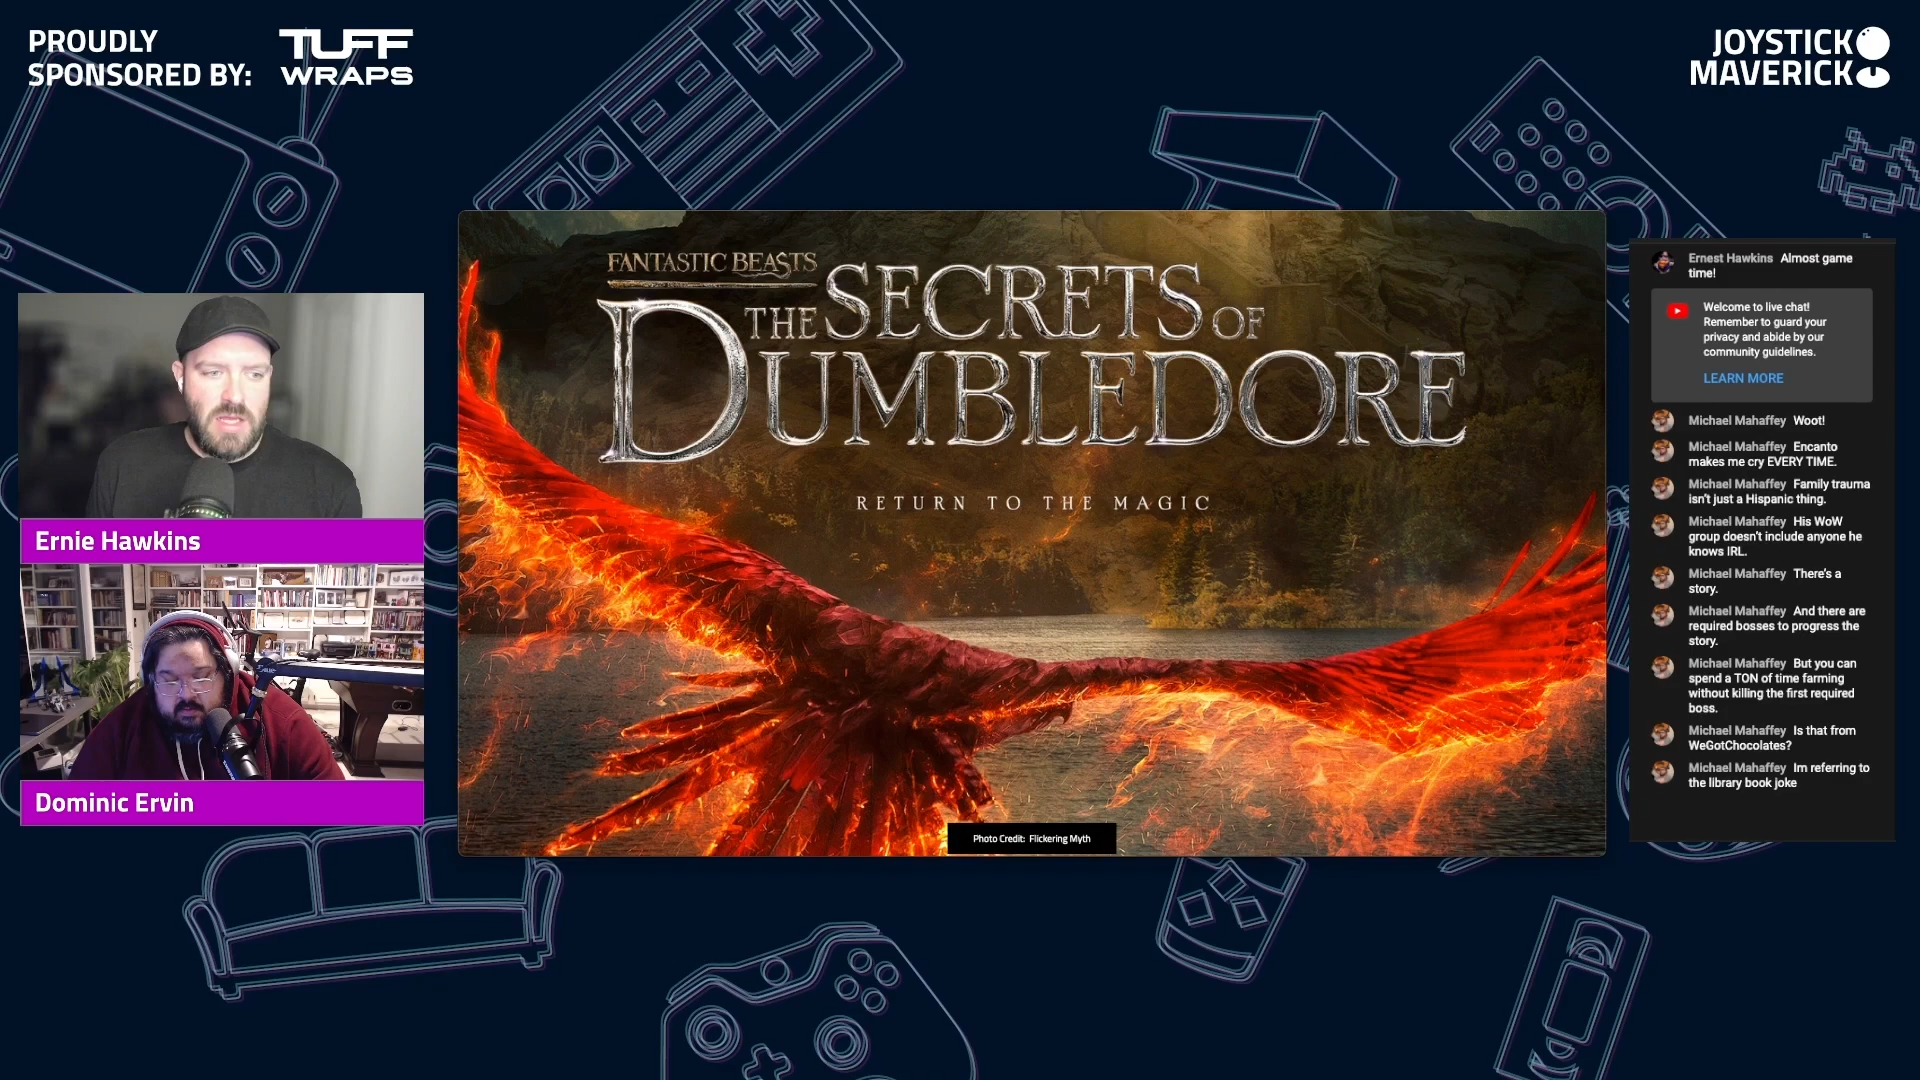 PROUDLY
SPONSORED BY:
TUFF
WRAPS
JOYSTICK
MAVERICK
Ernie Hawkins
Dominic Ervin
FANTASTIC BEASTS
THE SECRETS OF
DUMBLEDORE
RETURN TO THE MAGIC
Photo Credit: Flickering Myth
Ernest Hawkins Almost game
time!
Welcome to live chat!
Remember to guard your
privacy and abide by our
community guidelines.
LEARN MORE
Michael Mahaffey Woot!
Michael Mahaffey Encanto
makes me cry EVERY TIME.
Michael Mahaffey Family trauma
isn't just a Hispanic thing.
Michael Mahaffey His WoW
group doesn't include anyone he
knows IRL.
Michael Mahaffey There's a
story.
Michael Mahaffey And there are
required bosses to progress the
story.
Michael Mahaffey But you can
spend a TON of time farming
without killing the first required
boss.
Michael Mahaffey Is that from
WeGotChocolates?
Michael Mahaffey Im referring to
the library book joke